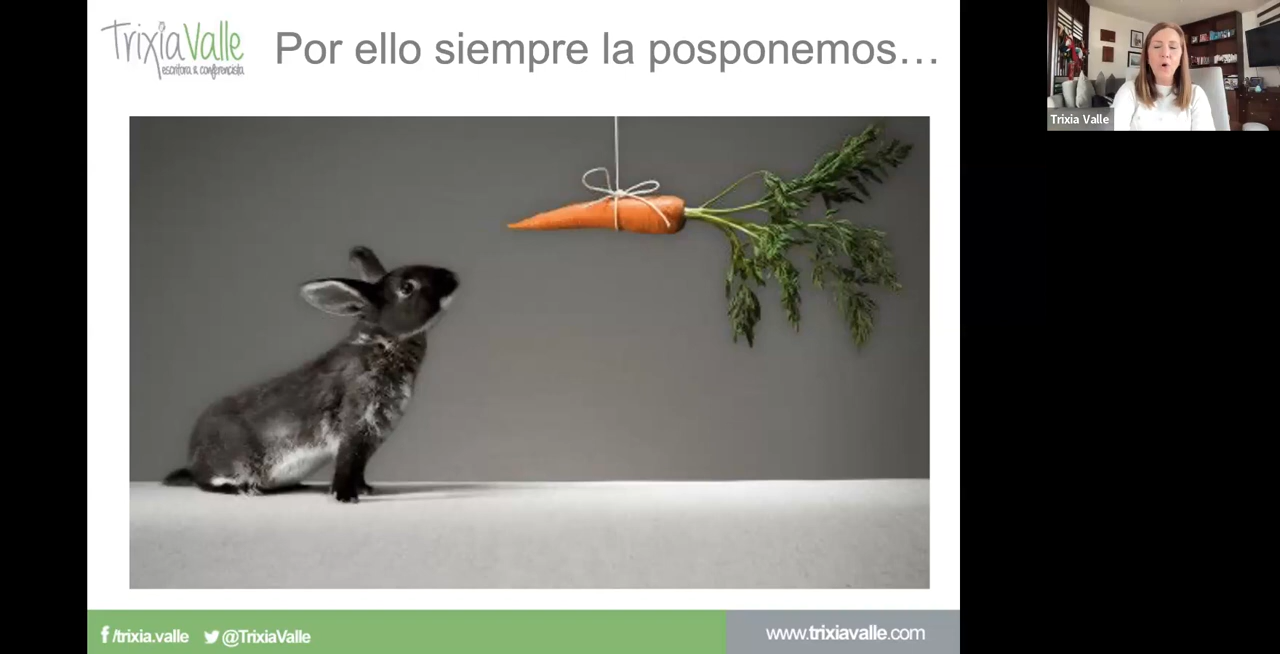 TrixiaValle
escritora & conferencista
Por ello siempre la posponemos…
Trixia Valle
f/trixia.valle
@TrixiaValle
www.trixiavalle.com